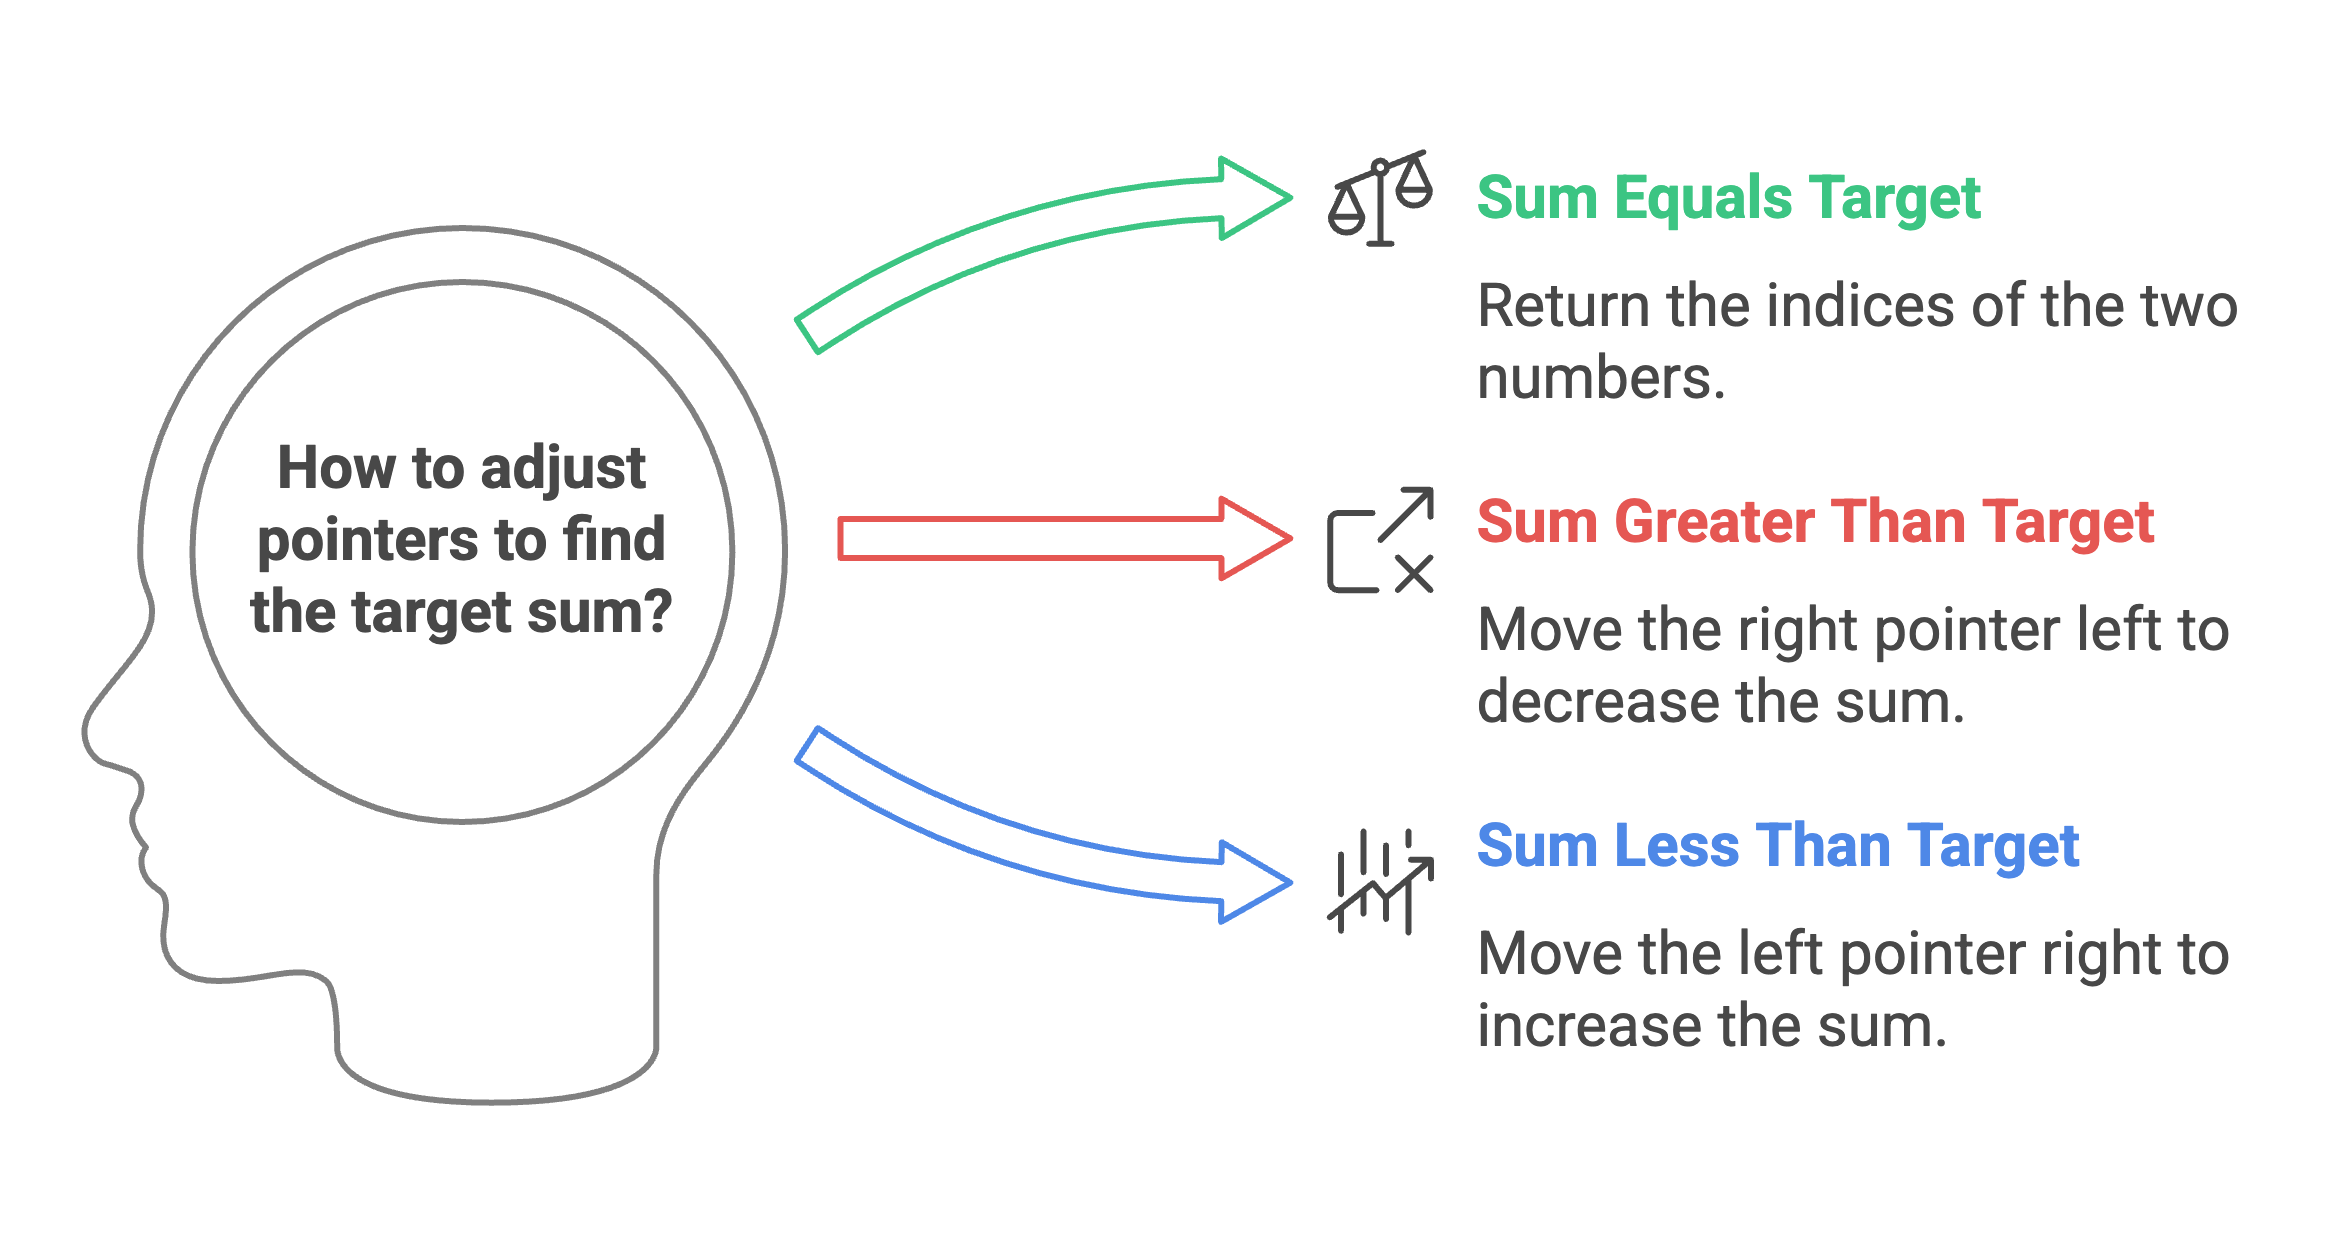 How to adjust
pointers to find
the target sum?
Sum Equals Target
Return the indices of the two
numbers.
Sum Greater Than Target
Move the right pointer left to
decrease the sum.
Sum Less Than Target
Move the left pointer right to
increase the sum.